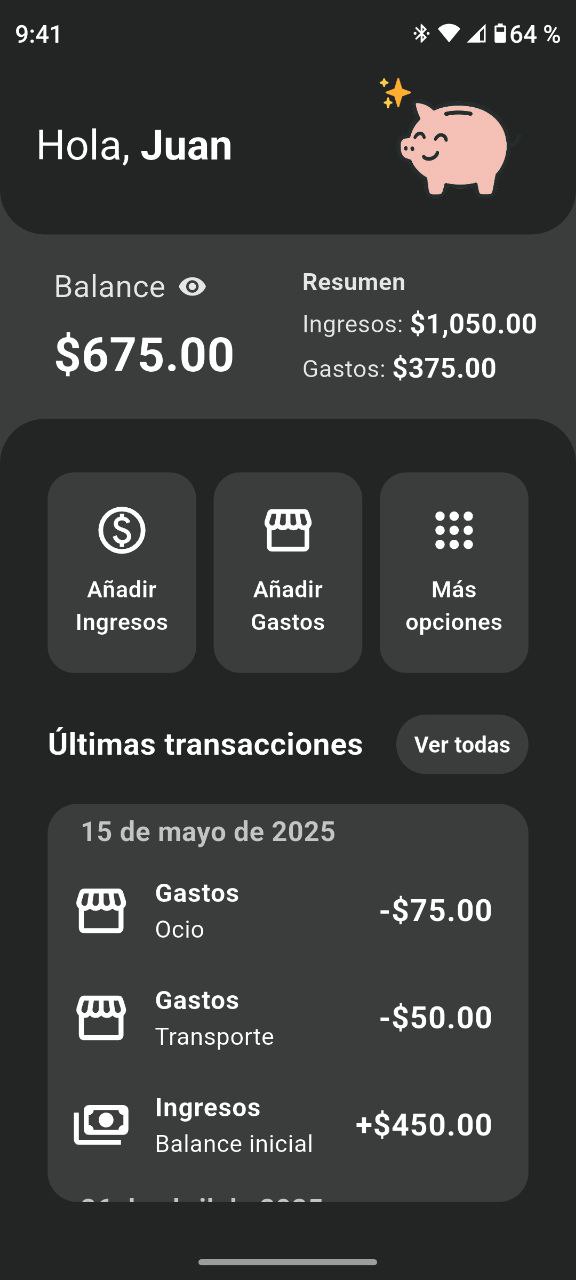 9:41
64 %
Hola, Juan
Balance
$675.00
Resumen
Ingresos: $1,050.00
Gastos: $375.00
Añadir
Ingresos
Añadir
Gastos
Más
opciones
Últimas transacciones
Ver todas
15 de mayo de 2025
Gastos
Ocio
-$75.00
Gastos
Transporte
-$50.00
Ingresos
Balance inicial
+$450.00